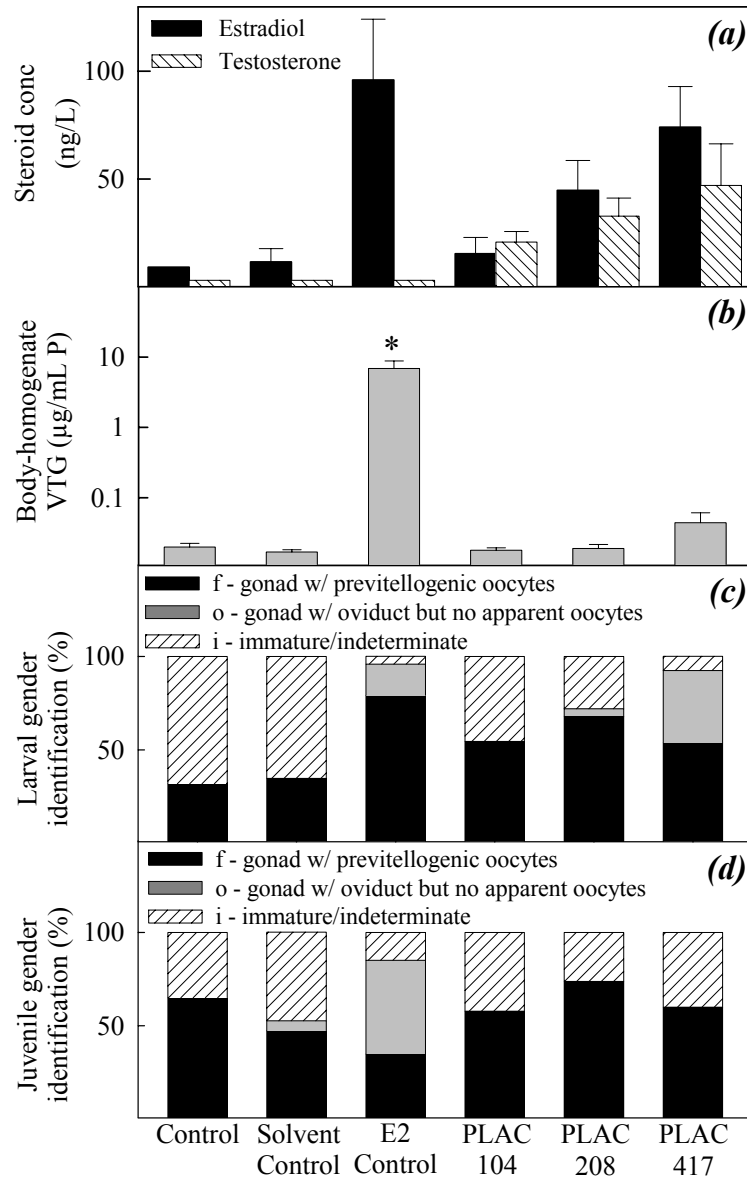 Estradiol
Testosterone
(a)
100
50
Steroid conc
(ng/L)
(b)
*
10
1
0.1
Body-homogenate
VTG (µg/mL P)
f - gonad w/ previtellogenic oocytes
o - gonad w/ oviduct but no apparent oocytes
i - immature/indeterminate
(c)
100
50
Larval gender
identification (%)
f - gonad w/ previtellogenic oocytes
o - gonad w/ oviduct but no apparent oocytes
i - immature/indeterminate
(d)
100
50
Juvenile gender
identification (%)
Control
Solvent
Control
E2
Control
PLAC
104
PLAC
208
PLAC
417